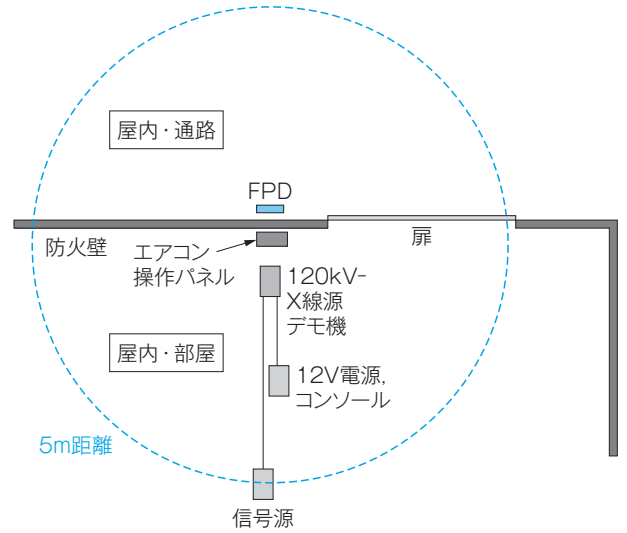 屋内・通路
FPD
防火壁
エアコン
操作パネル
扉
120kV-
X線源
デモ機
屋内・部屋
12V電源,
コンソール
5m距離
信号源